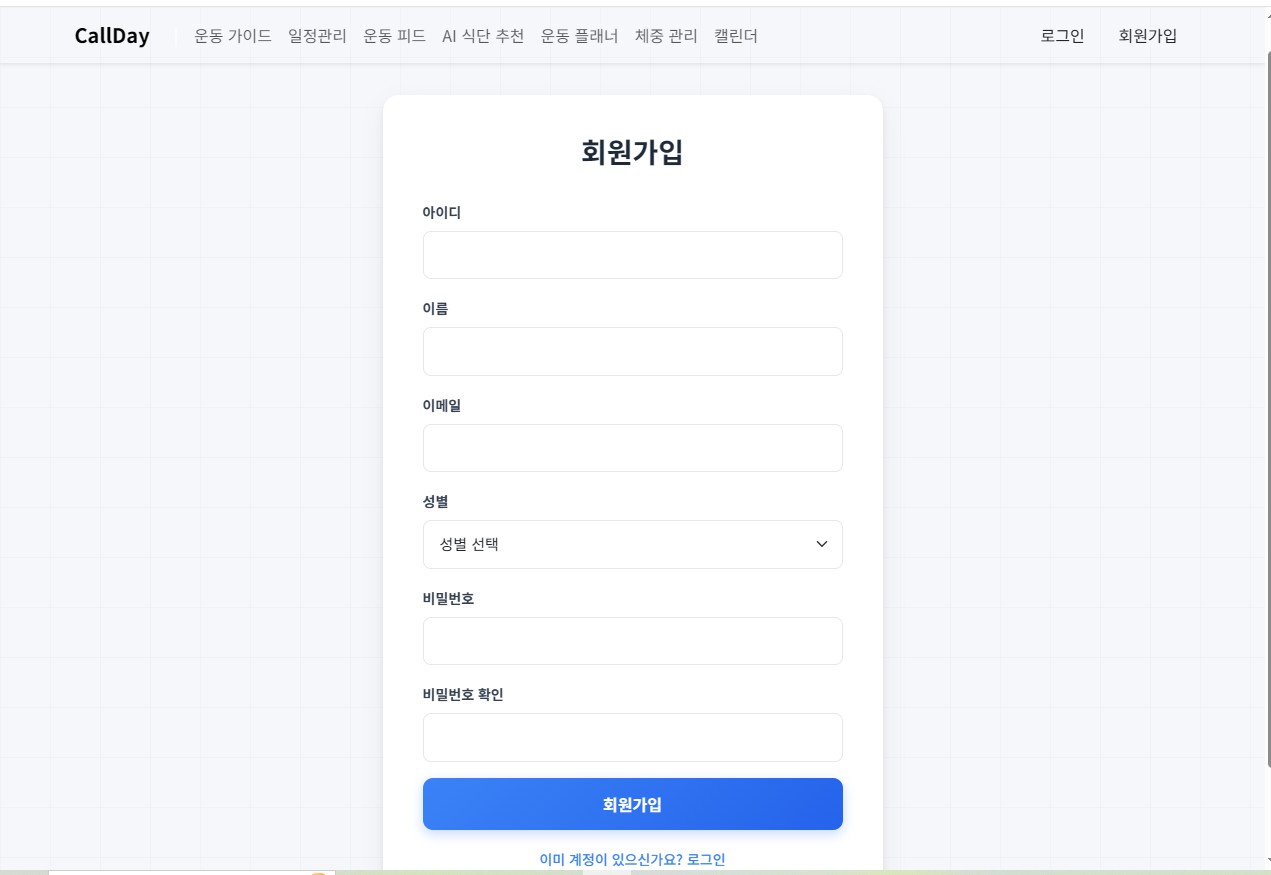 CallDay 운동 가이드 일정관리 운동 피드 AI 식단 추천 운동 플래너 체중 관리 캘린더 로그인 회원가입
회원가입
아이디
이름
이메일
성별
성별 선택
비밀번호
비밀번호 확인
회원가입
이미 계정이 있으신가요? 로그인